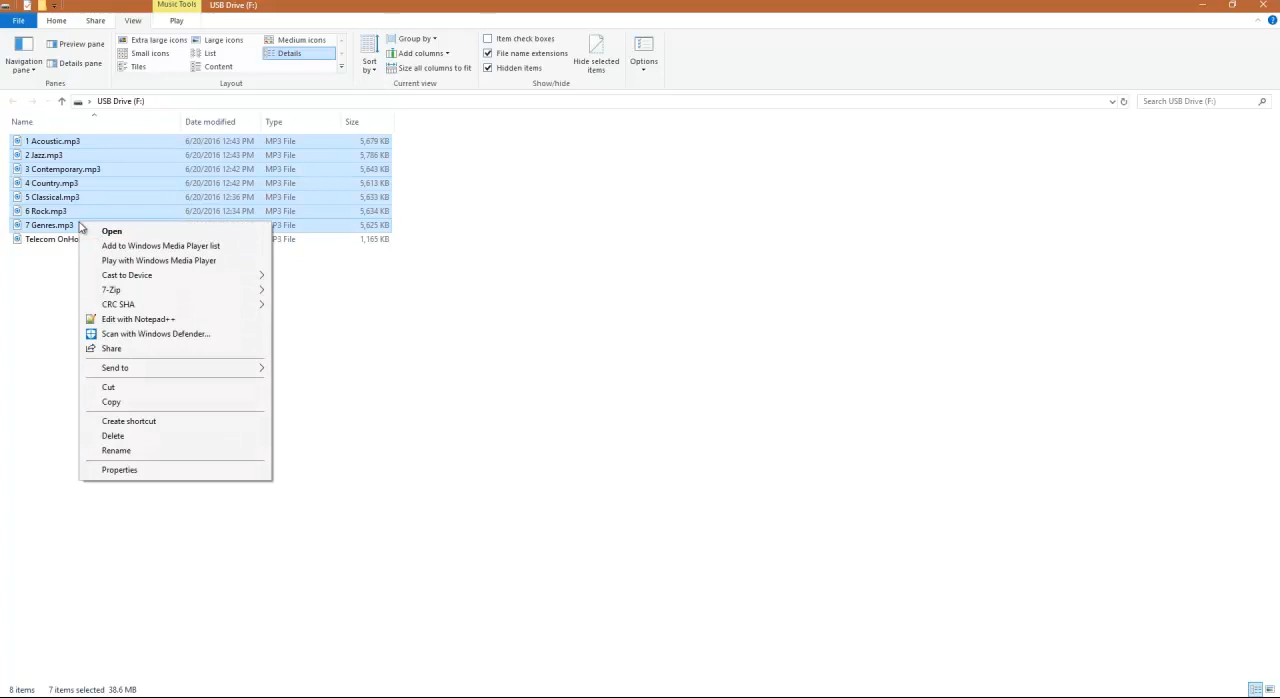 Music Tools USB Drive (F:)
File Home Share View Play
Navigation pane
Preview pane
Details pane
Panes
Extra large icons Large icons Medium icons
Small icons List Details
Tiles Content
Layout
Sort by
Group by
Add columns
Size all columns to fit
Current view
Item check boxes
File name extensions
Hidden items
Hide selected items
Show/hide
Options
USB Drive (F:) Search USB Drive (F:)
Name Date modified Type Size
1 Acoustic.mp3 6/20/2016 12:43 PM MP3 File 5,679 KB
2 Jazz.mp3 6/20/2016 12:43 PM MP3 File 5,786 KB
3 Contemporary.mp3 6/20/2016 12:42 PM MP3 File 5,643 KB
4 Country.mp3 6/20/2016 12:42 PM MP3 File 5,613 KB
5 Classical.mp3 6/20/2016 12:36 PM MP3 File 5,633 KB
6 Rock.mp3 6/20/2016 12:34 PM MP3 File 5,634 KB
7 Genres.mp3 P3 File 5,625 KB
Telecom OnHo P3 File 1,165 KB
Open
Add to Windows Media Player list
Play with Windows Media Player
Cast to Device
7-Zip
CRC SHA
Edit with Notepad++
Scan with Windows Defender...
Share
Send to
Cut
Copy
Create shortcut
Delete
Rename
Properties
8 items 7 items selected 38.6 MB